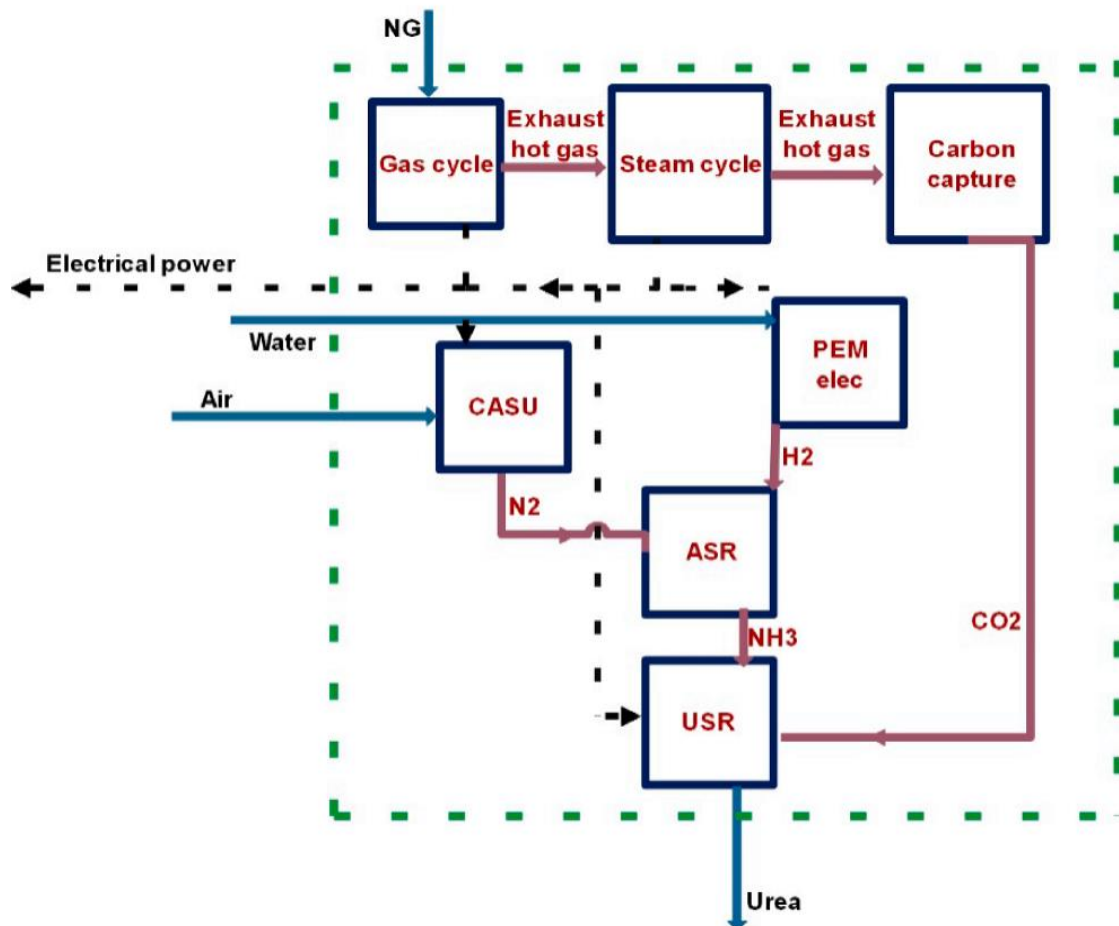 NG
Gas cycle
Exhaust
hot gas
Steam cycle
Exhaust
hot gas
Carbon
capture
Electrical power
Water
PEM
elec
Air
CASU
H2
N2
ASR
NH3
CO2
USR
Urea